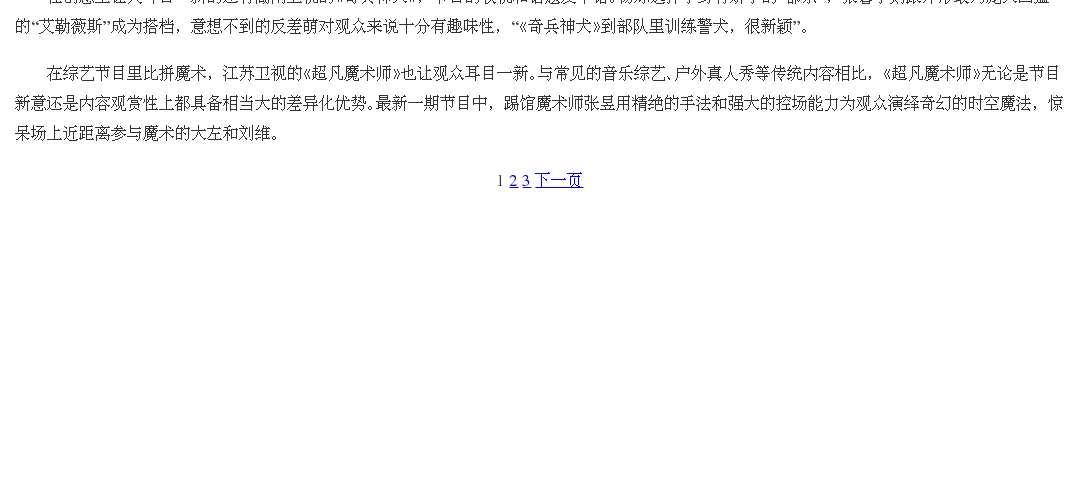 的“艾勒薇斯”成为搭档，意想不到的反差萌对观众来说十分有趣味性，“《奇兵神犬》到部队里训练警犬，很新颖”。
在综艺节目里比拼魔术，江苏卫视的《超凡魔术师》也让观众耳目一新。与常见的音乐综艺、户外真人秀等传统内容相比，《超凡魔术师》无论是节目
新意还是内容观赏性上都具备相当大的差异化优势。最新一期节目中，踢馆魔术师张昱用精绝的手法和强大的控场能力为观众演绎奇幻的时空魔法，惊
呆场上近距离参与魔术的大左和刘维。
1 2 3 下一页